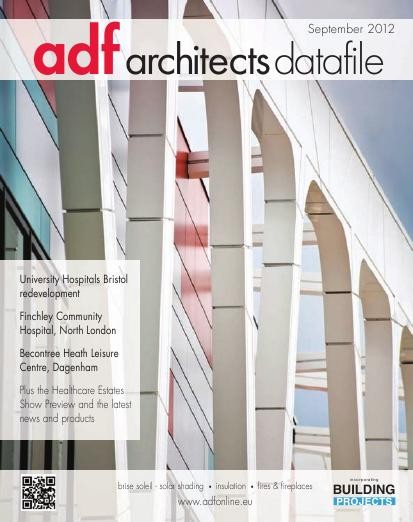 September 2012
adf architects datafile
University Hospitals Bristol
redevelopment
Finchley Community
Hospital, North London
Becontree Heath Leisure
Centre, Dagenham
Plus the Healthcare Estates
Show Preview and the latest
news and products
brise soleil - solar shading • insulation • fires & fireplaces
www.adfonline.eu
incorporating
BUILDING
PROJECTS